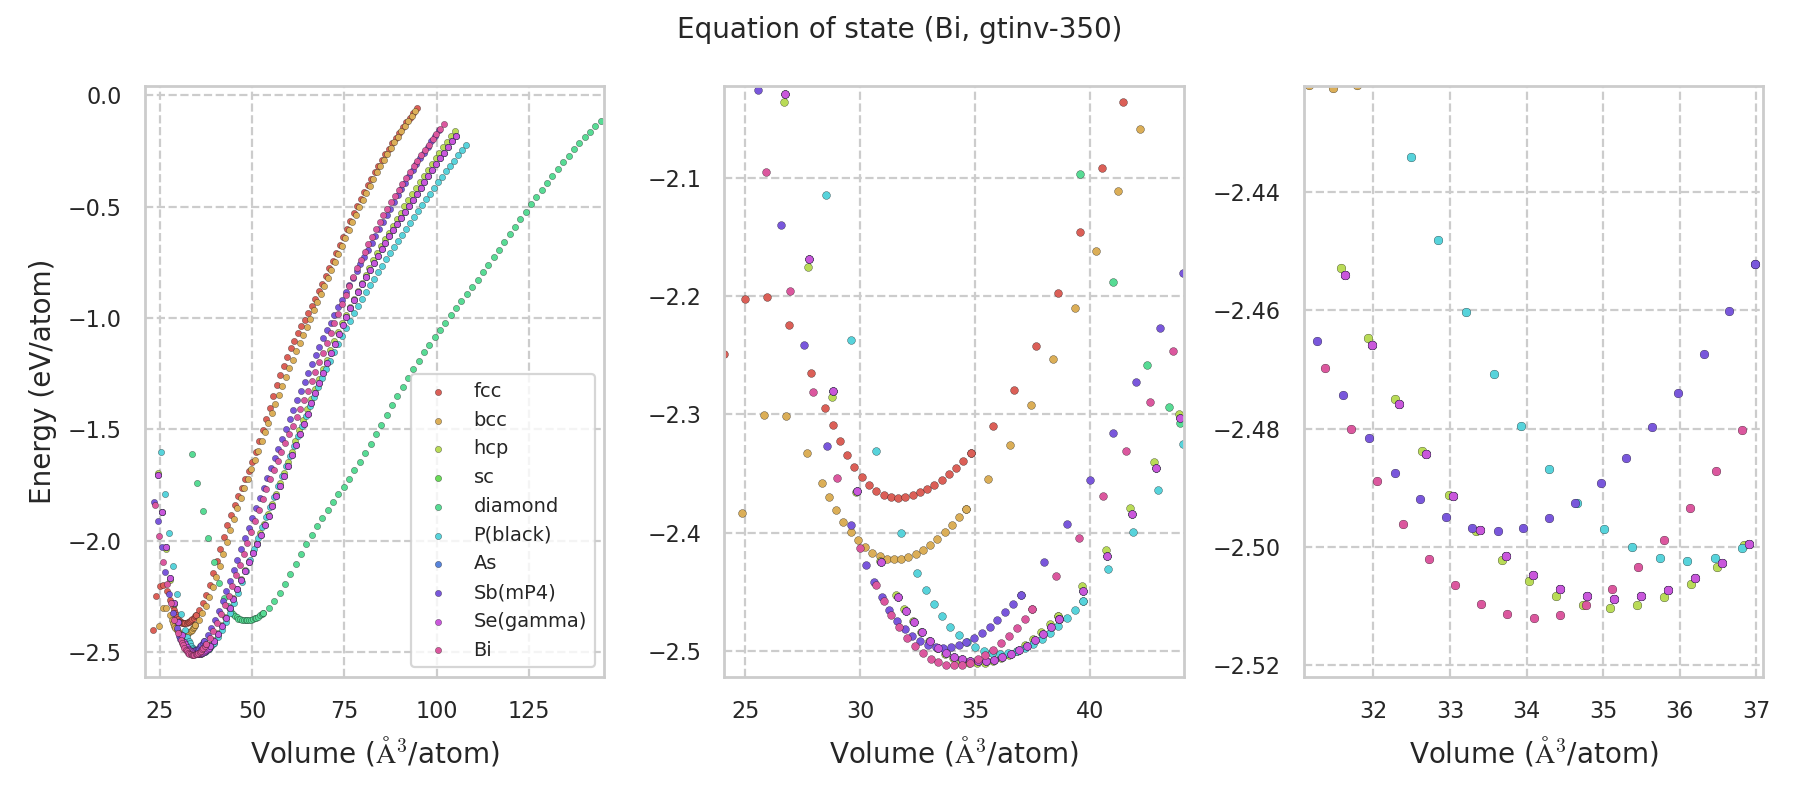 Equation of state (Bi, gtinv-350)
Energy (eV/atom)
0.0
−0.5
−1.0
−1.5
−2.0
−2.5
25 50 75 100 125
Volume (Å³/atom)
fcc
bcc
hcp
sc
diamond
P(black)
As
Sb(mP4)
Se(gamma)
Bi
−2.1
−2.2
−2.3
−2.4
−2.5
25 30 35 40
Volume (Å³/atom)
−2.44
−2.46
−2.48
−2.50
−2.52
32 33 34 35 36 37
Volume (Å³/atom)